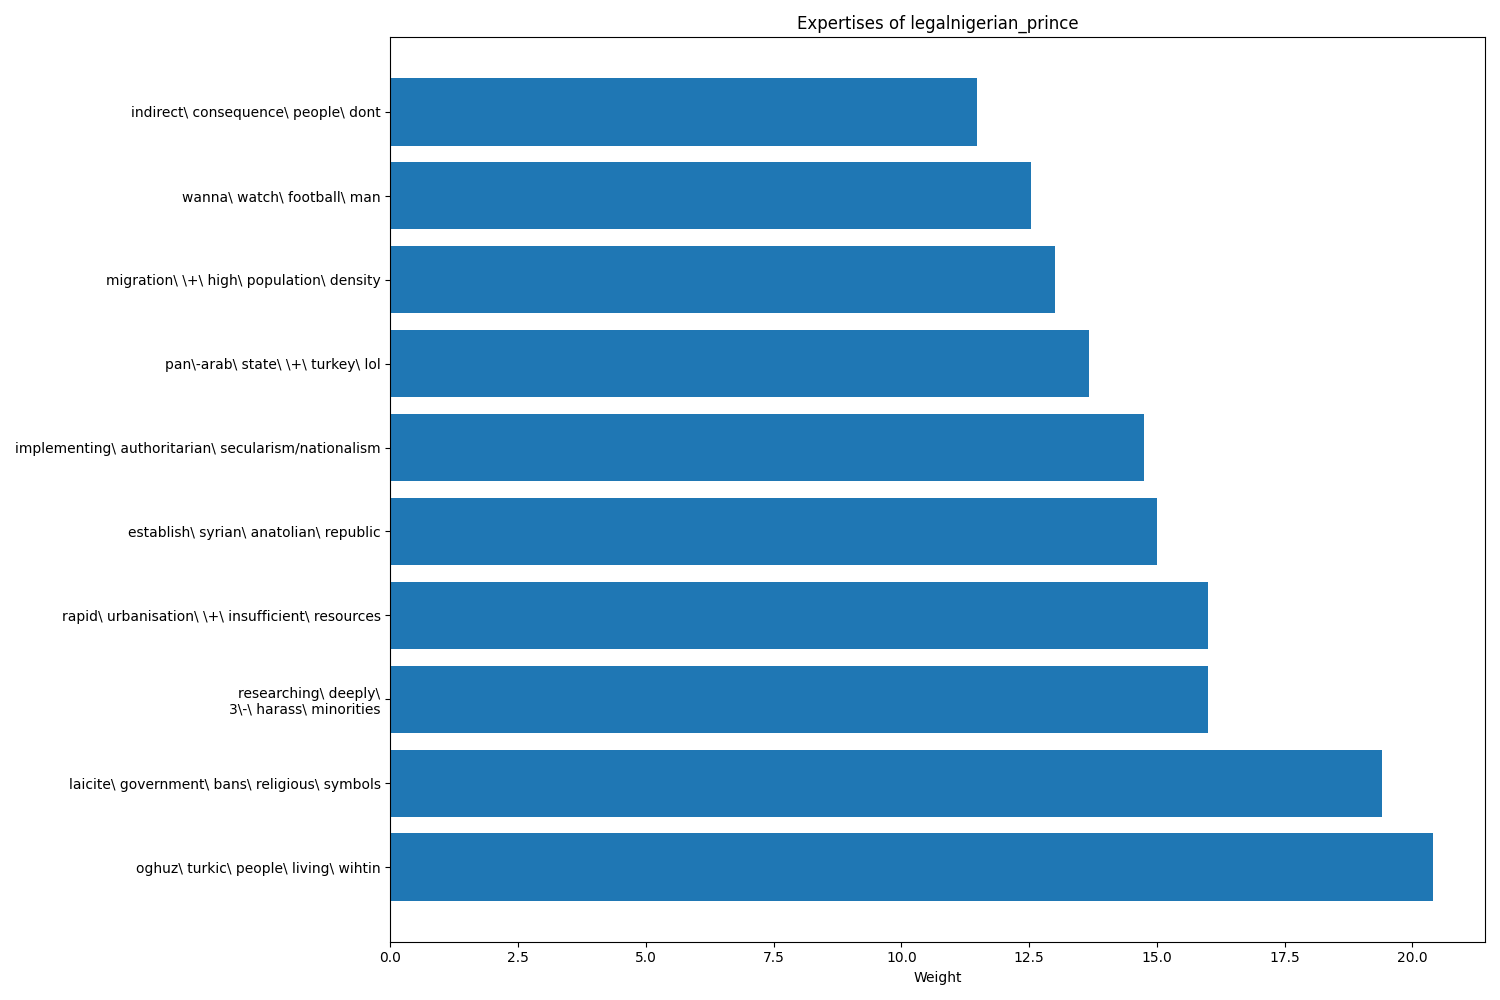 Expertises of legalnigerian_prince
indirect\ consequence\ people\ dont
wanna\ watch\ football\ man
migration\ \+\ high\ population\ density
pan\-arab\ state\ \+\ turkey\ lol
implementing\ authoritarian\ secularism/nationalism
establish\ syrian\ anatolian\ republic
rapid\ urbanisation\ \+\ insufficient\ resources
researching\ deeply\
3\-\ harass\ minorities
laicite\ government\ bans\ religious\ symbols
oghuz\ turkic\ people\ living\ wihtin
0.0 2.5 5.0 7.5 10.0 12.5 15.0 17.5 20.0
Weight